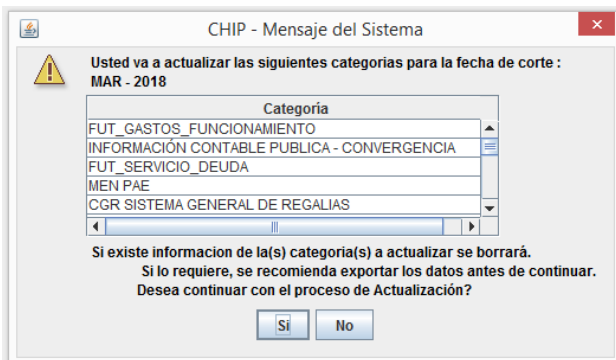 CHIP - Mensaje del Sistema
Usted va a actualizar las siguientes categorias para la fecha de corte :
MAR - 2018
Categoría
FUT_GASTOS_FUNCIONAMIENTO
INFORMACIÓN CONTABLE PUBLICA - CONVERGENCIA
FUT_SERVICIO_DEUDA
MEN PAE
CGR SISTEMA GENERAL DE REGALIAS
Si existe informacion de la(s) categoria(s) a actualizar se borrará.
Si lo requiere, se recomienda exportar los datos antes de continuar.
Desea continuar con el proceso de Actualización?
Si No